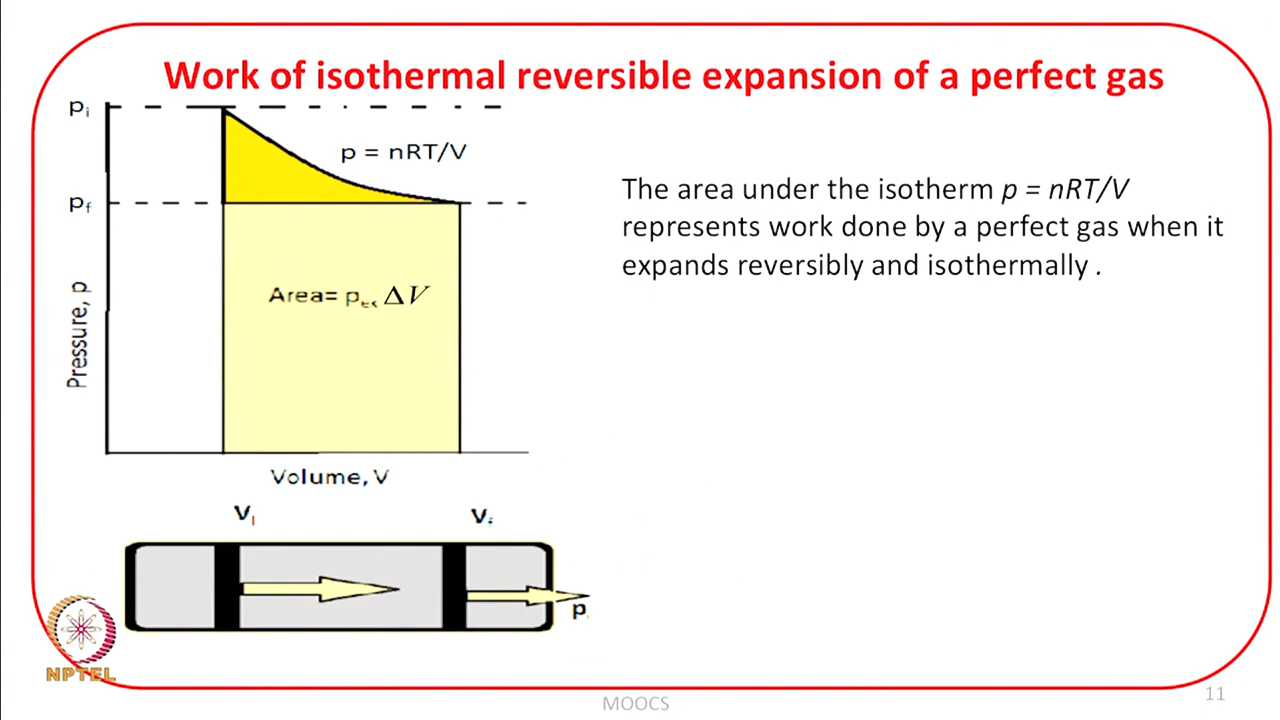 Work of isothermal reversible expansion of a perfect gas
pi
p = nRT/V
pf
Area= pex ΔV
Pressure, p
Volume, V
Vi
V
p
The area under the isotherm p = nRT/V
represents work done by a perfect gas when it
expands reversibly and isothermally .
NPTEL
MOOCS
11